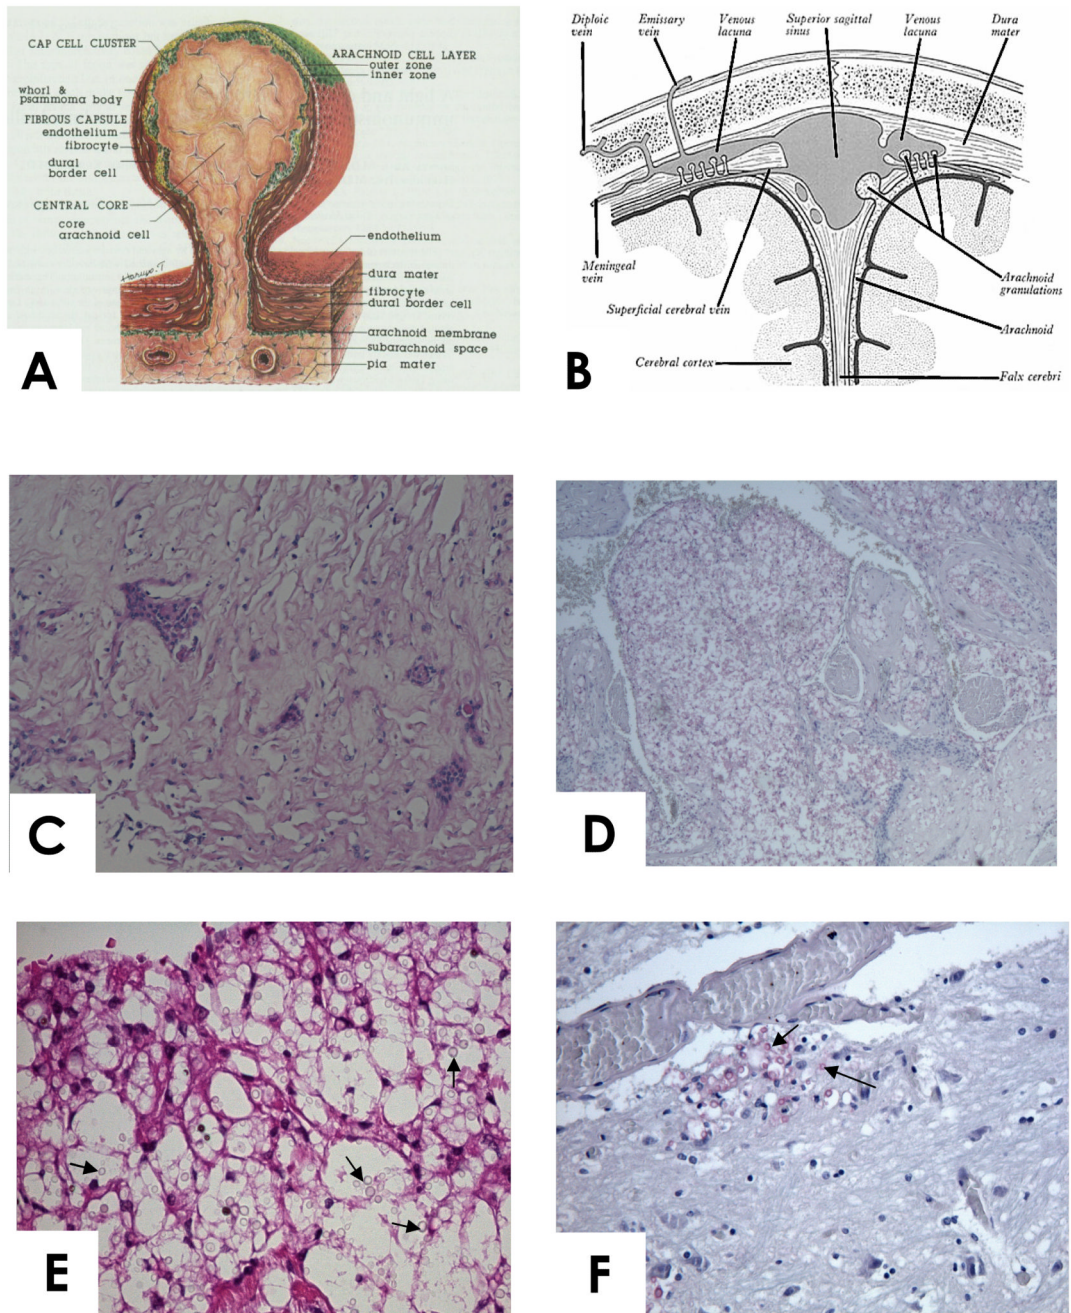 CAP CELL CLUSTER
whorl &
psammoma body
FIBROUS CAPSULE
endothelium
fibrocyte
dural
border cell
CENTRAL CORE
core
arachnoid cell
ARACHNOID CELL LAYER
outer zone
inner zone
endothelium
dura mater
fibrocyte
dural border cell
arachnoid membrane
subarachnoid space
pia mater
A
Diploic
vein
Emissary
vein
Venous
lacuna
Superior sagittal
sinus
Venous
lacuna
Dura
mater
Meningeal
vein
Superficial cerebral vein
Cerebral cortex
Arachnoid
granulations
Arachnoid
Falx cerebri
B
C
D
E
F